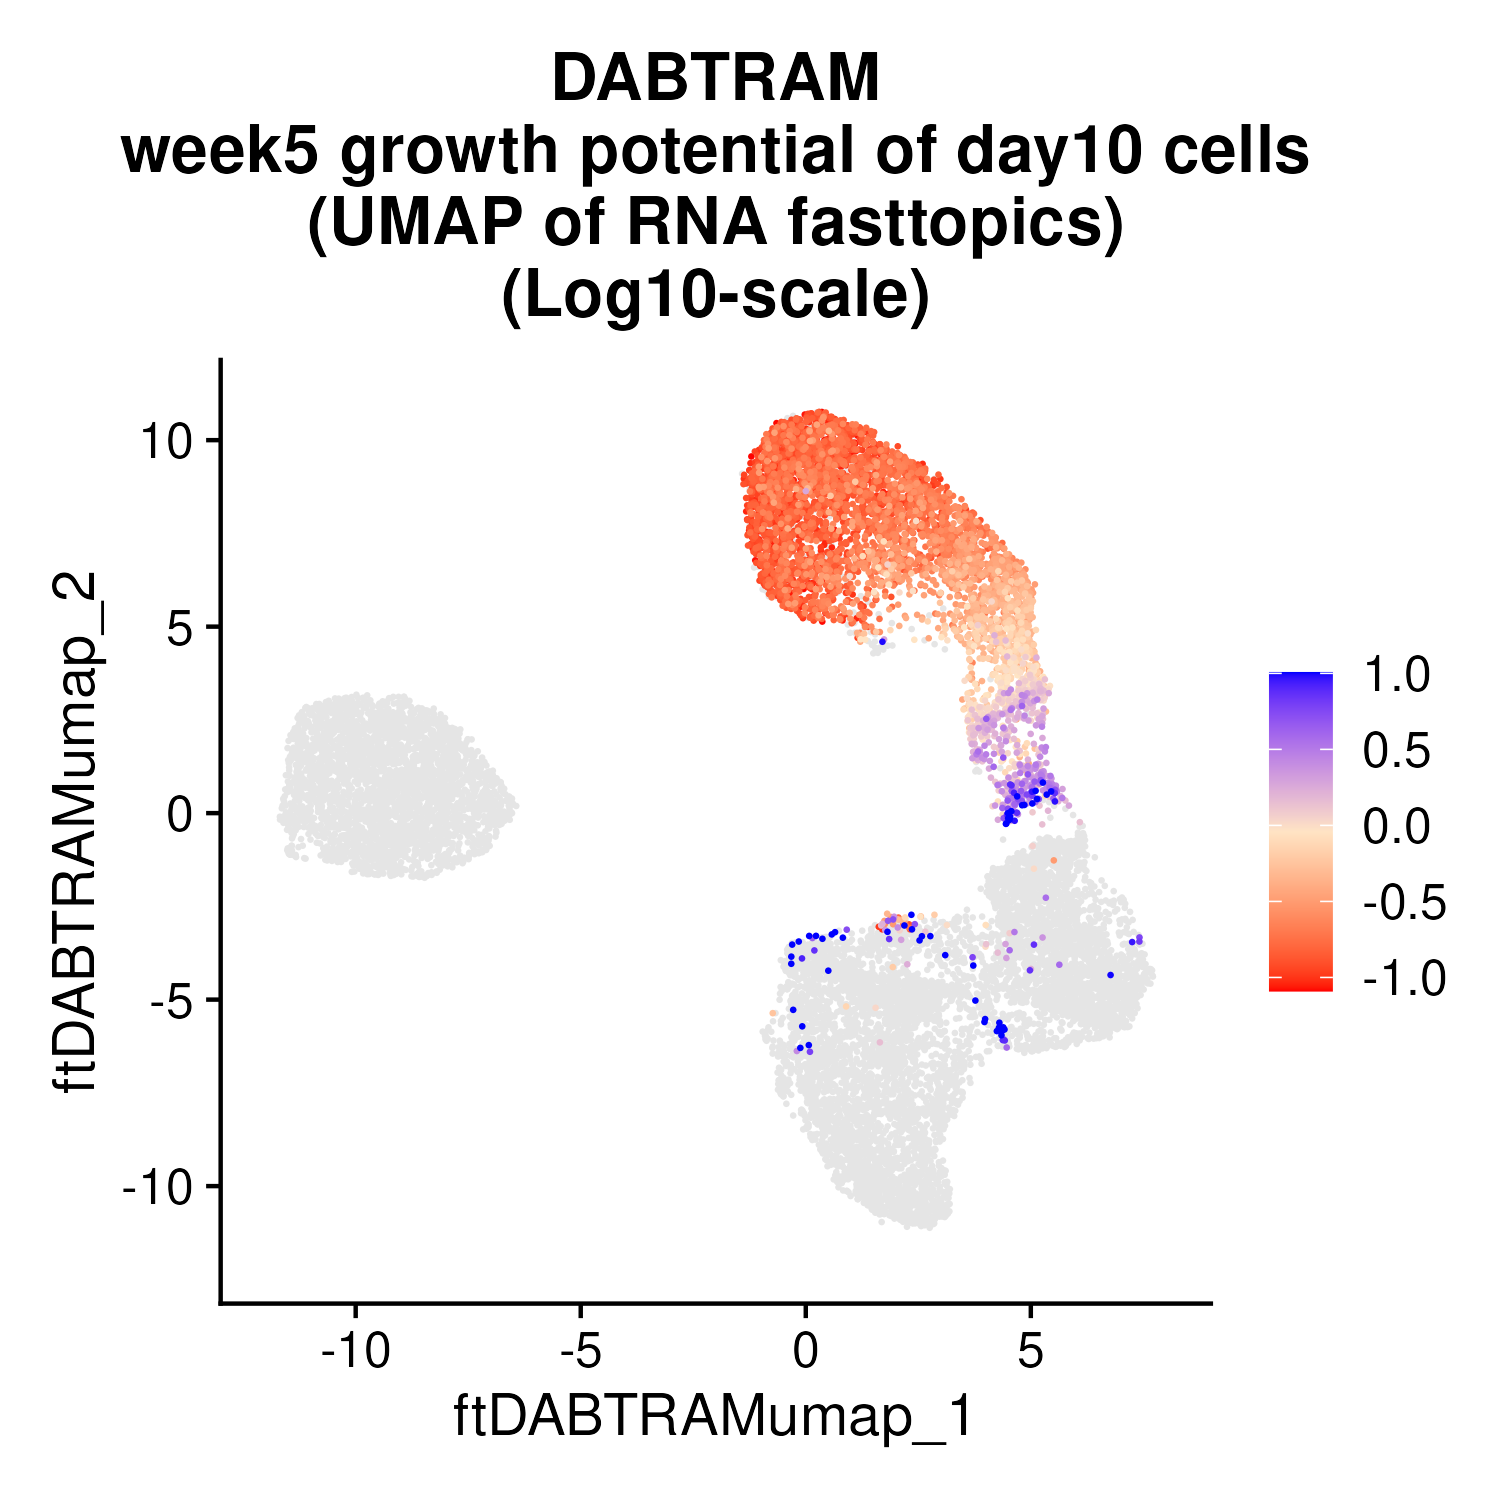 DABTRAM
week5 growth potential of day10 cells
(UMAP of RNA fasttopics)
(Log10-scale)
ftDABTRAMumap_2
10
5
0
-5
-10
1.0
0.5
0.0
-0.5
-1.0
-10
-5
0
5
ftDABTRAMumap_1